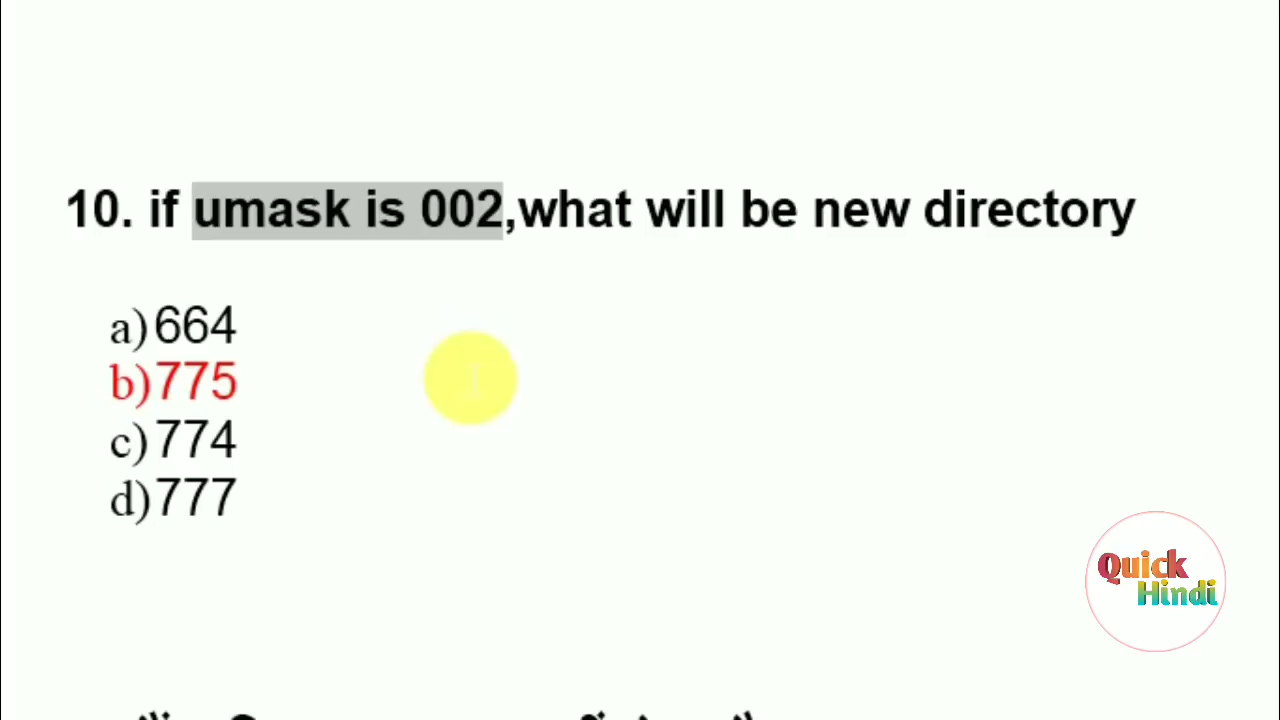 10. if umask is 002,what will be new directory
a)664
b)775
c)774
d)777
Quick
Hindi